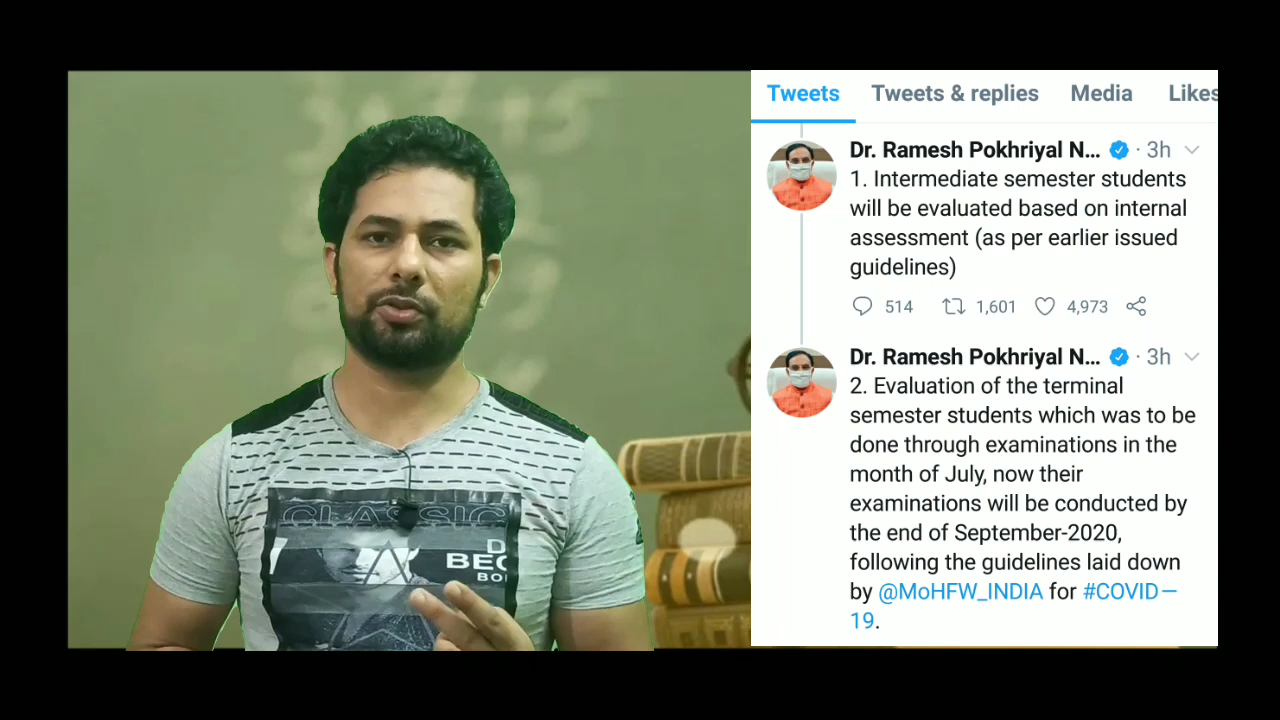 CLASSIC
BEC
BO
Tweets Tweets & replies Media Likes
Dr. Ramesh Pokhriyal N... · 3h
1. Intermediate semester students
will be evaluated based on internal
assessment (as per earlier issued
guidelines)
514 1,601 4,973
Dr. Ramesh Pokhriyal N... · 3h
2. Evaluation of the terminal
semester students which was to be
done through examinations in the
month of July, now their
examinations will be conducted by
the end of September-2020,
following the guidelines laid down
by @MoHFW_INDIA for #COVID—
19.